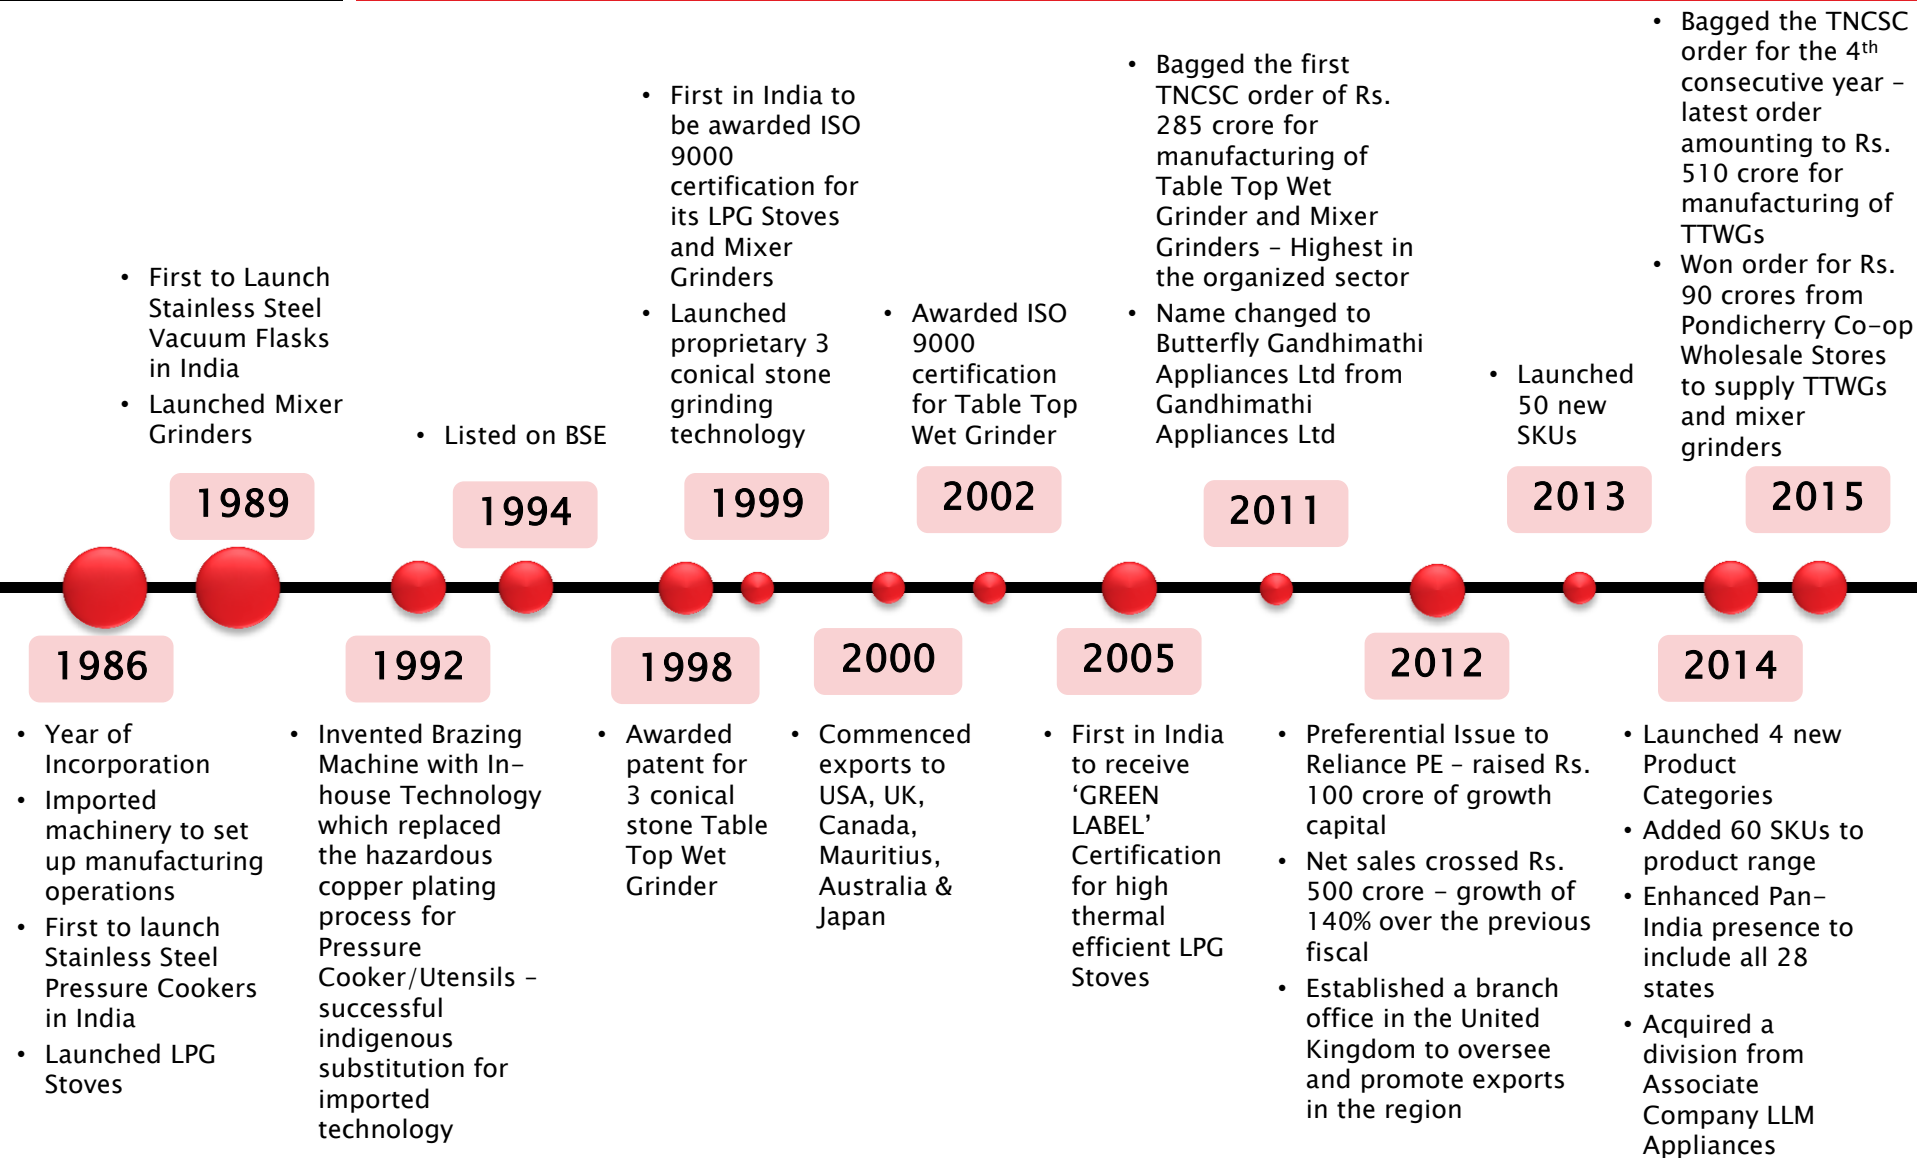 • First to Launch
Stainless Steel
Vacuum Flasks
in India
• Launched Mixer
Grinders
1989
• Listed on BSE
1994
• First in India to
be awarded ISO
9000
certification for
its LPG Stoves
and Mixer
Grinders
• Launched
proprietary 3
conical stone
grinding
technology
1999
• Awarded ISO
9000
certification
for Table Top
Wet Grinder
2002
• Bagged the first
TNCSC order of Rs.
285 crore for
manufacturing of
Table Top Wet
Grinder and Mixer
Grinders – Highest in
the organized sector
• Name changed to
Butterfly Gandhimathi
Appliances Ltd from
Gandhimathi
Appliances Ltd
2011
• Launched
50 new
SKUs
2013
• Bagged the TNCSC
order for the 4th
consecutive year –
latest order
amounting to Rs.
510 crore for
manufacturing of
TTWGs
• Won order for Rs.
90 crores from
Pondicherry Co-op
Wholesale Stores
to supply TTWGs
and mixer
grinders
2015
1986
• Year of
Incorporation
• Imported
machinery to set
up manufacturing
operations
• First to launch
Stainless Steel
Pressure Cookers
in India
• Launched LPG
Stoves
1992
• Invented Brazing
Machine with In-
house Technology
which replaced
the hazardous
copper plating
process for
Pressure
Cooker/Utensils –
successful
indigenous
substitution for
imported
technology
1998
• Awarded
patent for
3 conical
stone Table
Top Wet
Grinder
2000
• Commenced
exports to
USA, UK,
Canada,
Mauritius,
Australia &
Japan
2005
• First in India
to receive
‘GREEN
LABEL’
Certification
for high
thermal
efficient LPG
Stoves
2012
• Preferential Issue to
Reliance PE – raised Rs.
100 crore of growth
capital
• Net sales crossed Rs.
500 crore – growth of
140% over the previous
fiscal
• Established a branch
office in the United
Kingdom to oversee
and promote exports
in the region
2014
• Launched 4 new
Product
Categories
• Added 60 SKUs to
product range
• Enhanced Pan-
India presence to
include all 28
states
• Acquired a
division from
Associate
Company LLM
Appliances